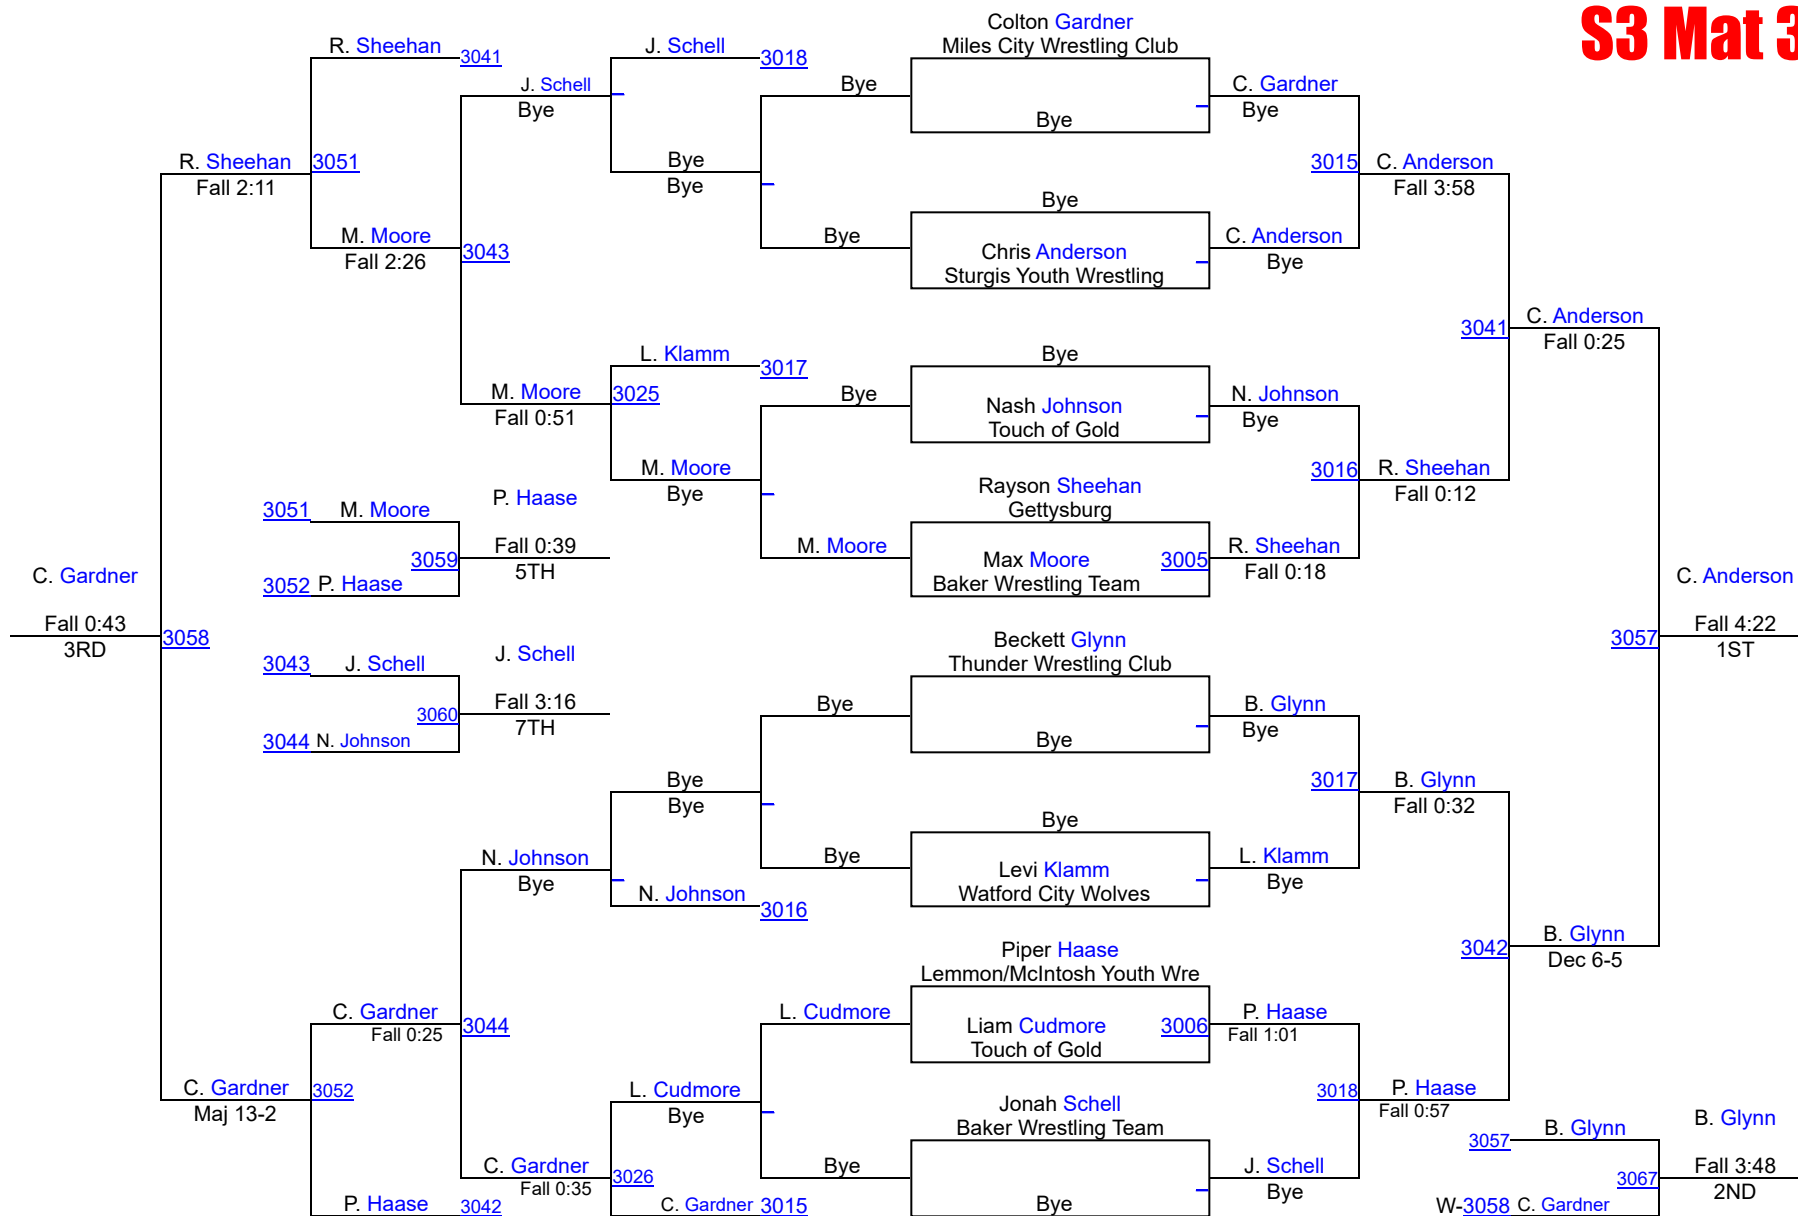 S3 Mat 3
Colton Gardner
Miles City Wrestling Club
R. Sheehan
3041
J. Schell
3018
J. Schell
Bye
Bye
C. Gardner
Bye
Bye
R. Sheehan
3051
Fall 2:11
Bye
Bye
3015
C. Anderson
Fall 3:58
Bye
M. Moore
Fall 2:26
3043
Bye
Chris Anderson
Sturgis Youth Wrestling
C. Anderson
Bye
3041
C. Anderson
Fall 0:25
L. Klamm
3017
Bye
M. Moore
Fall 0:51
3025
Bye
Nash Johnson
Touch of Gold
N. Johnson
Bye
M. Moore
Bye
3016
R. Sheehan
Fall 0:12
Rayson Sheehan
Gettysburg
3051
M. Moore
P. Haase
3059
Fall 0:39
5TH
3052
P. Haase
M. Moore
Max Moore
Baker Wrestling Team
3005
R. Sheehan
Fall 0:18
C. Gardner
Fall 0:43
3RD
3058
C. Anderson
3057
Fall 4:22
1ST
Beckett Glynn
Thunder Wrestling Club
3043
J. Schell
J. Schell
3060
Fall 3:16
7TH
3044
N. Johnson
Bye
Bye
B. Glynn
Bye
Bye
Bye
3017
B. Glynn
Fall 0:32
Bye
N. Johnson
Bye
Bye
Levi Klamm
Watford City Wolves
L. Klamm
Bye
N. Johnson
3016
3042
B. Glynn
Dec 6-5
Piper Haase
Lemmon/McIntosh Youth Wre
C. Gardner
Fall 0:25
3044
L. Cudmore
Liam Cudmore
Touch of Gold
3006
P. Haase
Fall 1:01
C. Gardner
Maj 13-2
3052
L. Cudmore
Bye
3018
P. Haase
Fall 0:57
Jonah Schell
Baker Wrestling Team
3057
B. Glynn
B. Glynn
C. Gardner
Fall 0:35
3026
Bye
J. Schell
Bye
3067
Fall 3:48
2ND
P. Haase
3042
C. Gardner
3015
Bye
W-3058
C. Gardner